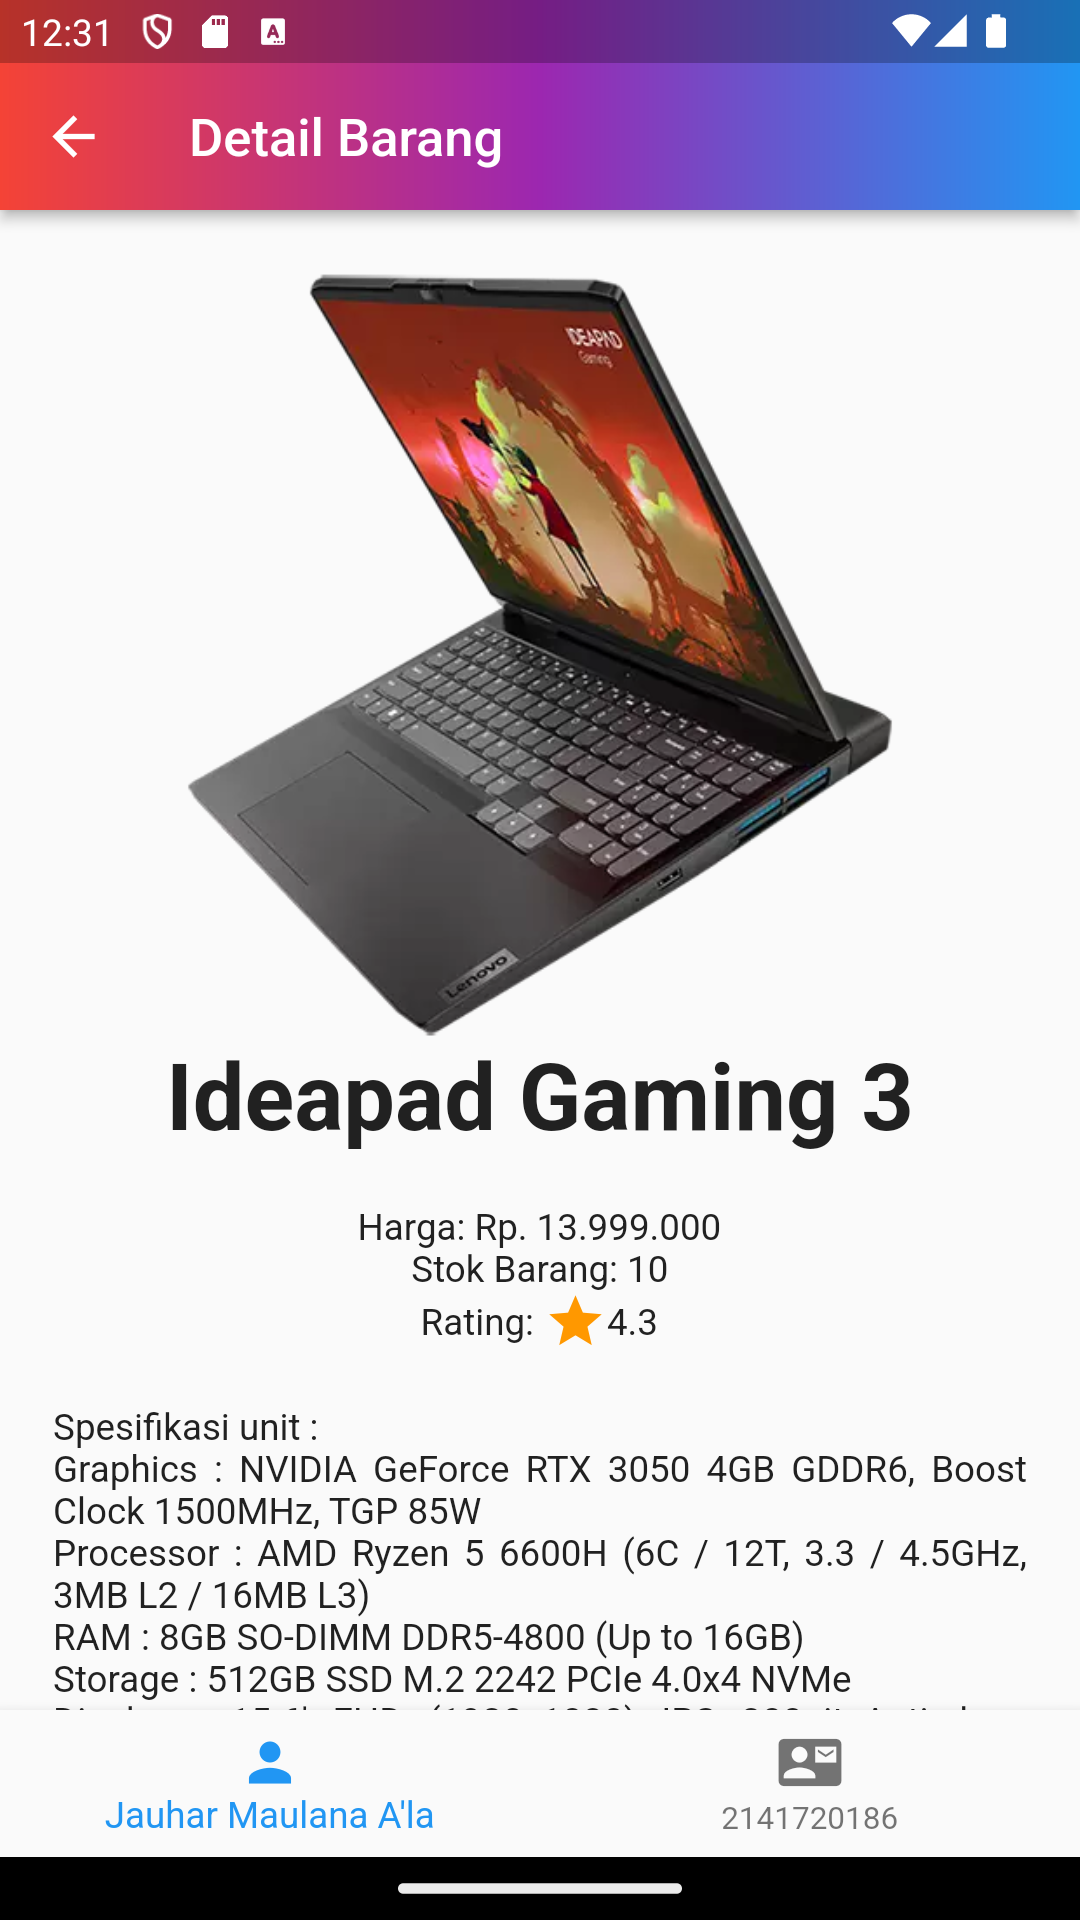 12:31
Detail Barang
IDEAPAD
Gaming
Lenovo
Ideapad Gaming 3
Harga: Rp. 13.999.000
Stok Barang: 10
Rating: 4.3
Spesifikasi unit :
Graphics : NVIDIA GeForce RTX 3050 4GB GDDR6, Boost
Clock 1500MHz, TGP 85W
Processor : AMD Ryzen 5 6600H (6C / 12T, 3.3 / 4.5GHz,
3MB L2 / 16MB L3)
RAM : 8GB SO-DIMM DDR5-4800 (Up to 16GB)
Storage : 512GB SSD M.2 2242 PCIe 4.0x4 NVMe
Jauhar Maulana A'la
2141720186